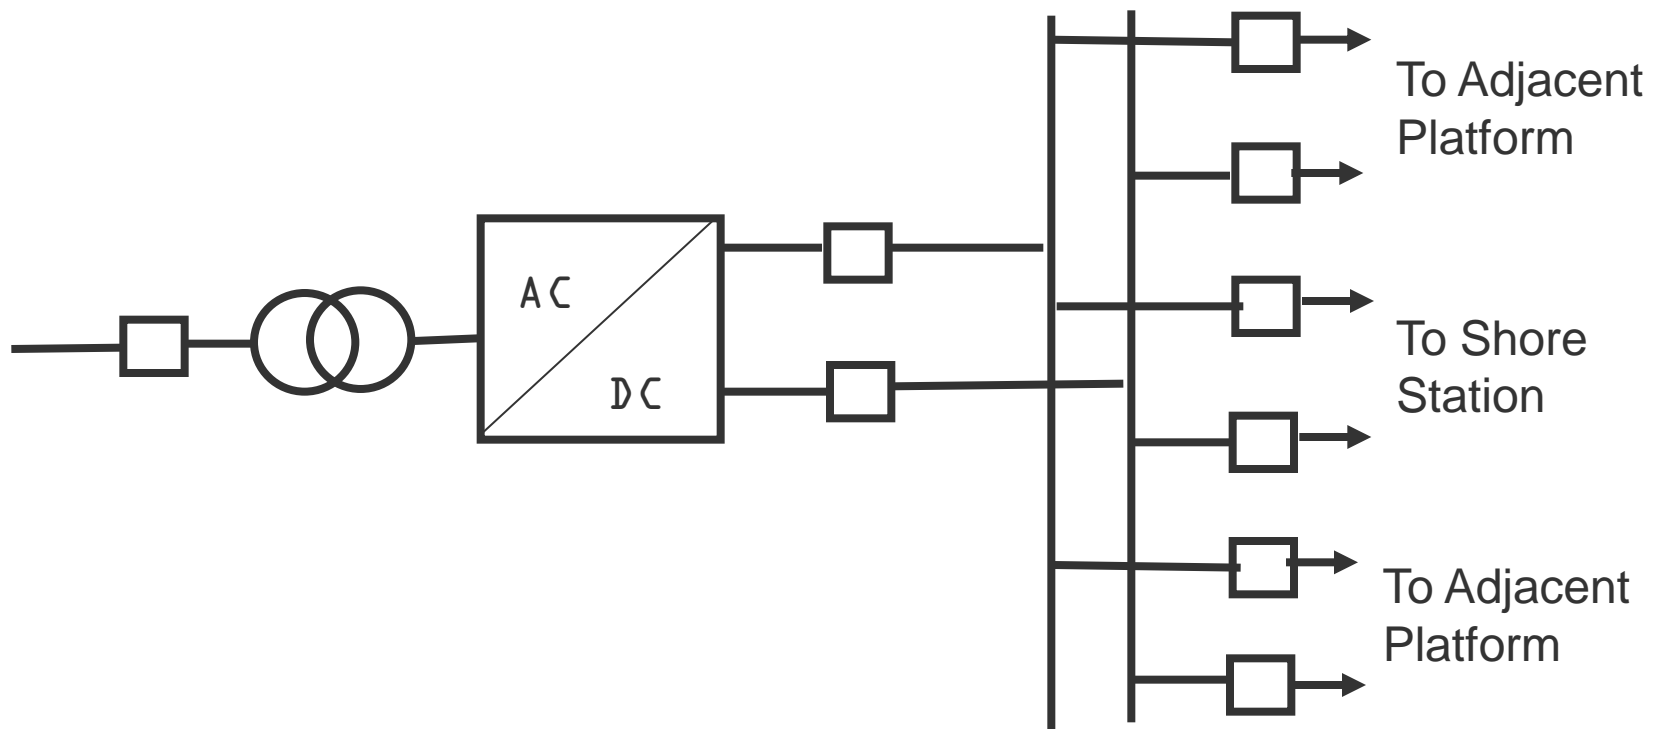 To Adjacent
Platform
AC
To Shore
Station
DC
To Adjacent
Platform